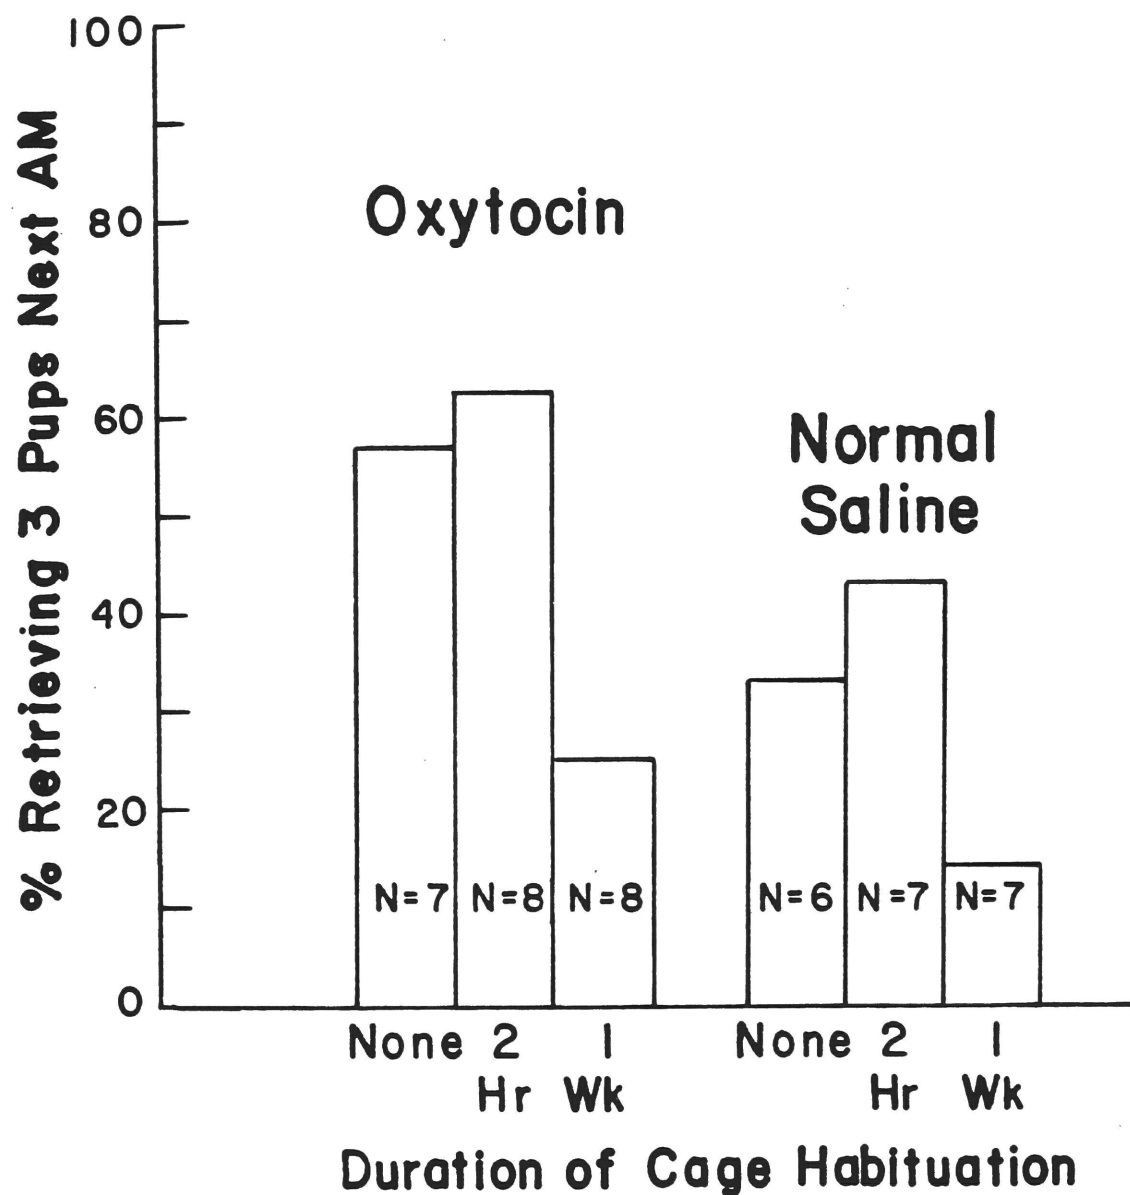 % Retrieving 3 Pups Next AM
100
80
60
40
20
0
Oxytocin
Normal
Saline
N=7 N=8 N=8 N=6 N=7 N=7
None 2 1 None 2 1
Hr Wk Hr Wk
Duration of Cage Habituation